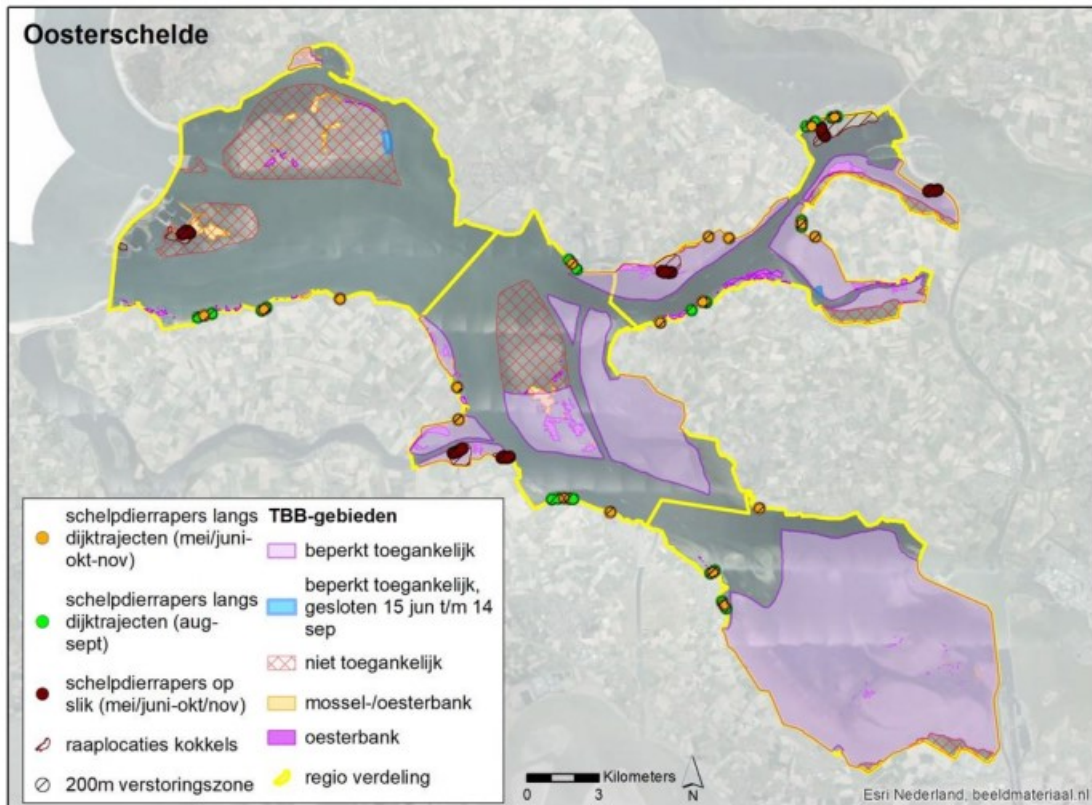 Oosterschelde
schelpdierrapers langs
dijktrajecten (mei/juni-
okt-nov)
schelpdierrapers langs
dijktrajecten (aug-
sept)
schelpdierrapers op
slik (mei/juni-okt/nov)
raaplocaties kokkels
200m verstoringszone
TBB-gebieden
beperkt toegankelijk
beperkt toegankelijk,
gesloten 15 jun t/m 14
sep
niet toegankelijk
mossel-/oesterbank
oesterbank
regio verdeling
Kilometers
0 3
N
Esri Nederland, beeldmateriaal.nl